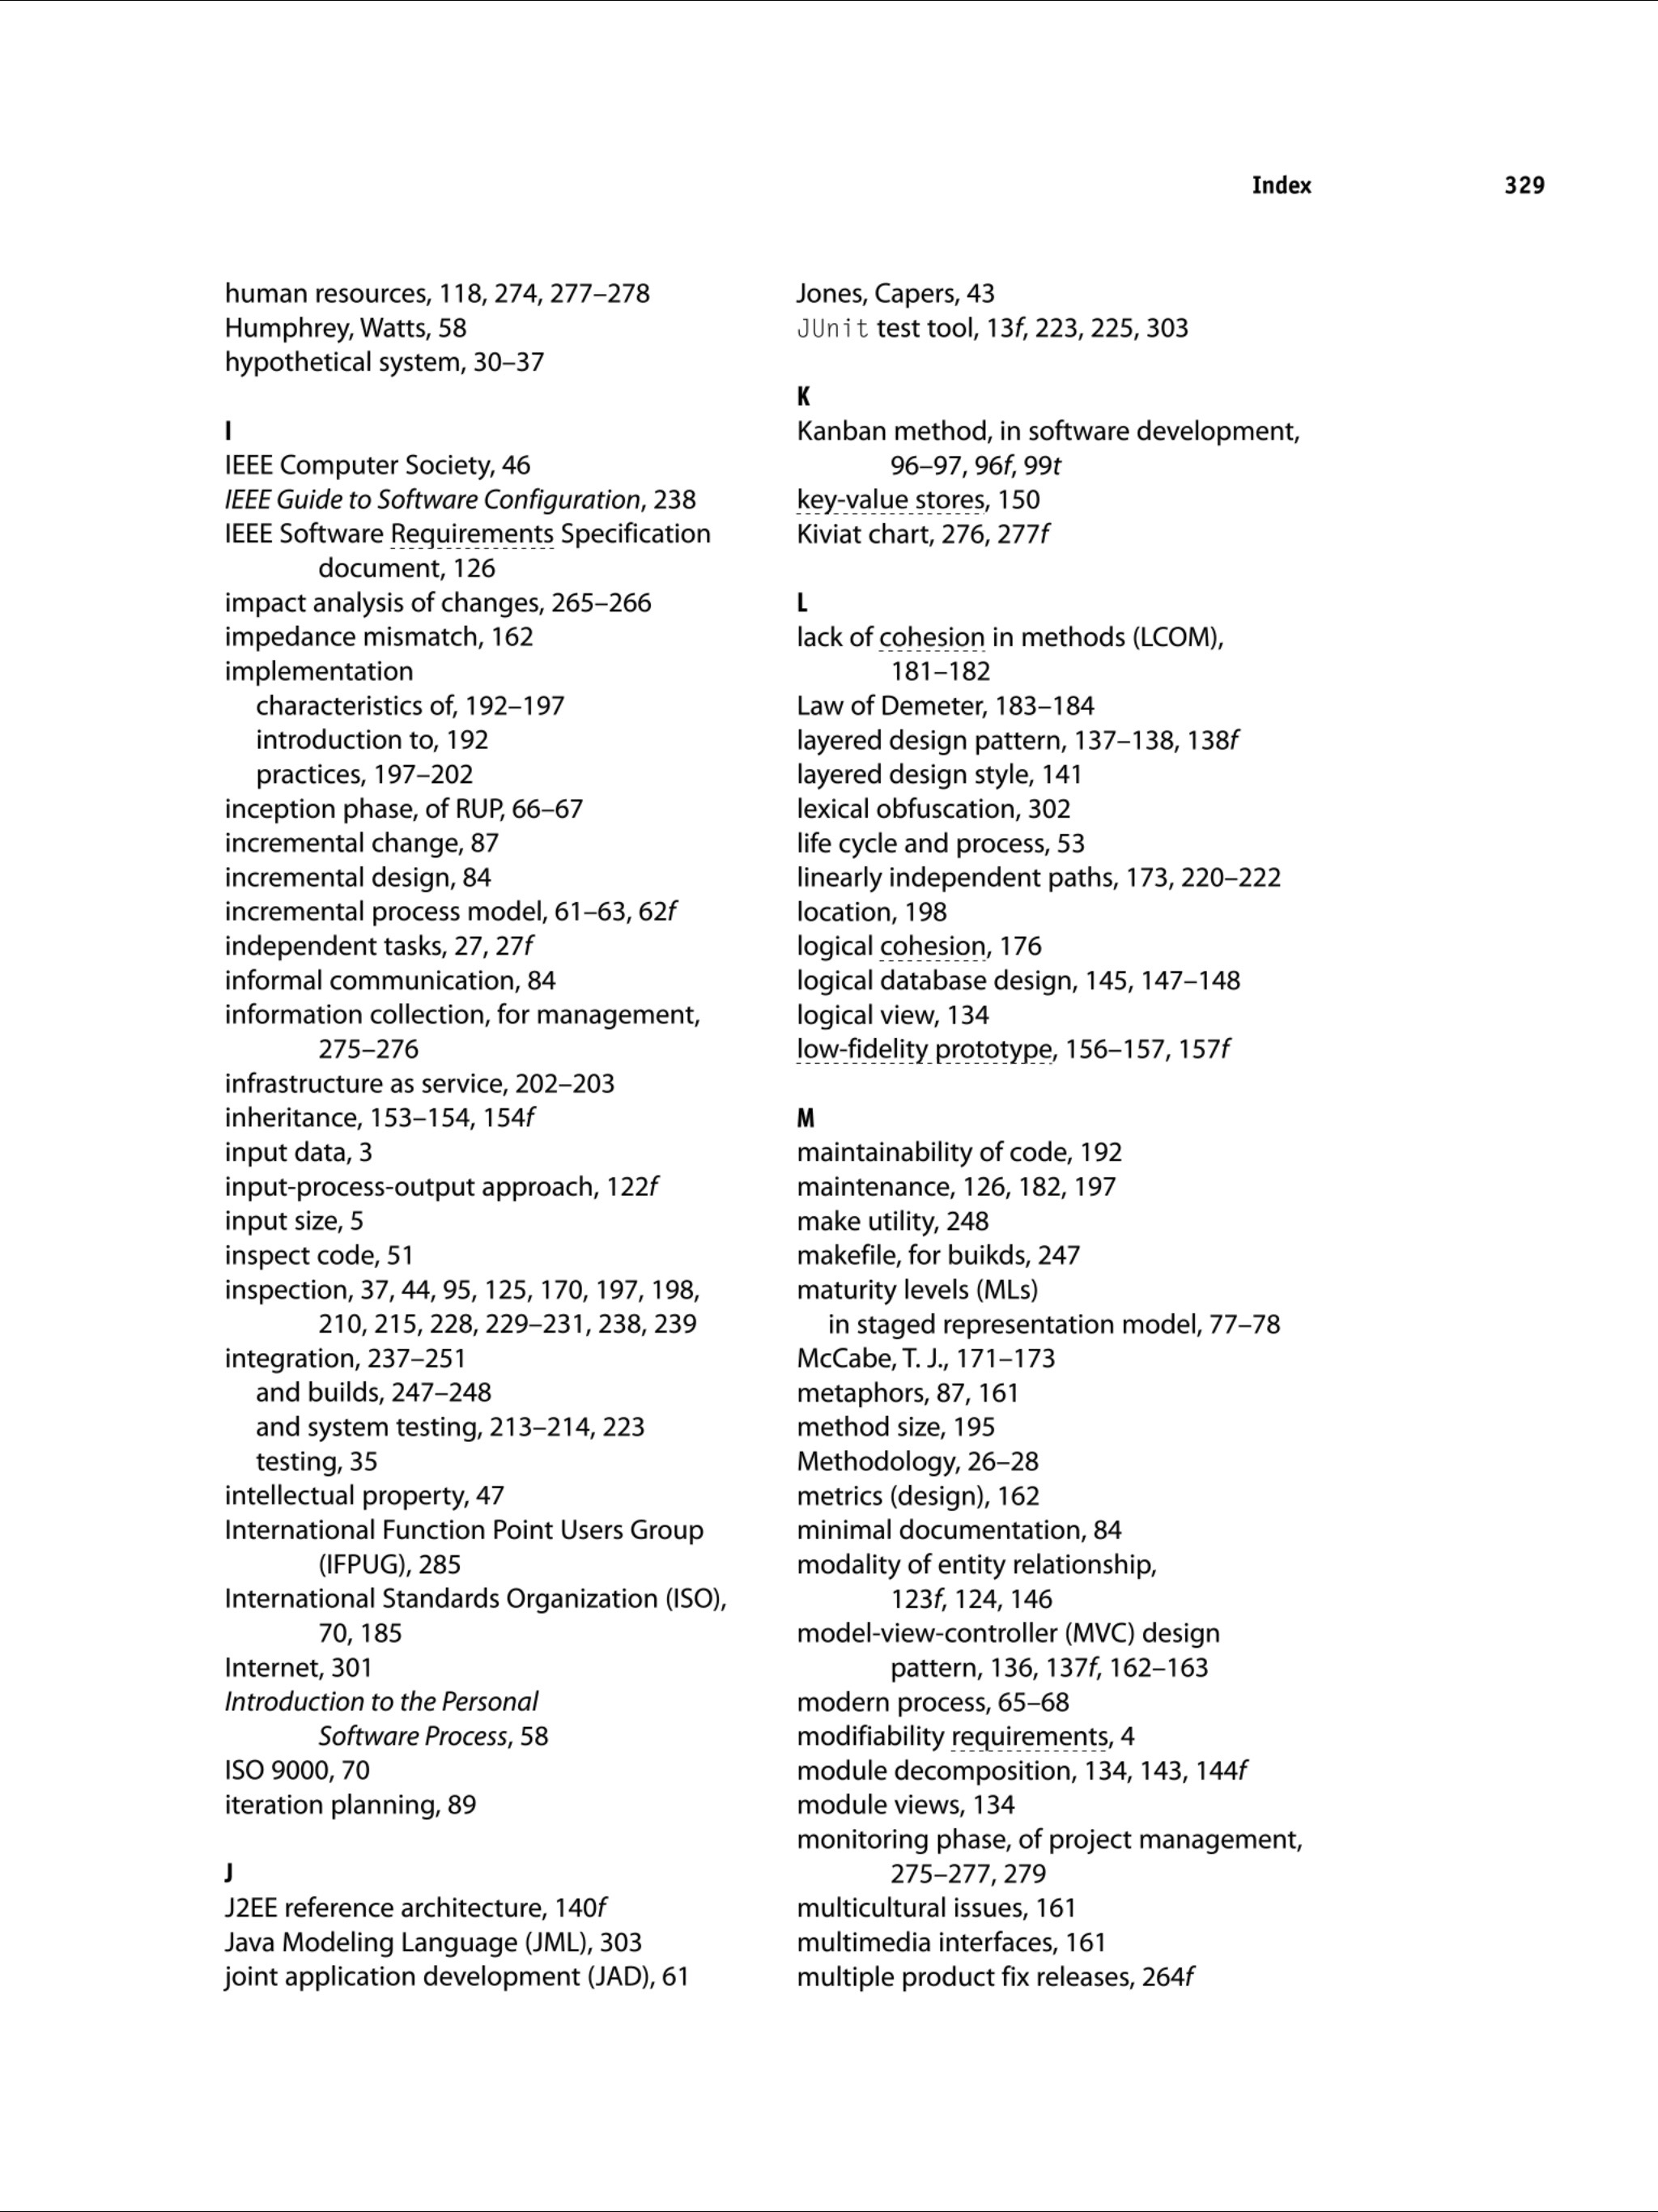 Index 329
human resources, 118, 274, 277–278
Humphrey, Watts, 58
hypothetical system, 30–37
I
IEEE Computer Society, 46
IEEE Guide to Software Configuration, 238
IEEE Software Requirements Specification
document, 126
impact analysis of changes, 265–266
impedance mismatch, 162
implementation
characteristics of, 192–197
introduction to, 192
practices, 197–202
inception phase, of RUP, 66–67
incremental change, 87
incremental design, 84
incremental process model, 61–63, 62f
independent tasks, 27, 27f
informal communication, 84
information collection, for management,
275–276
infrastructure as service, 202–203
inheritance, 153–154, 154f
input data, 3
input-process-output approach, 122f
input size, 5
inspect code, 51
inspection, 37, 44, 95, 125, 170, 197, 198,
210, 215, 228, 229–231, 238, 239
integration, 237–251
and builds, 247–248
and system testing, 213–214, 223
testing, 35
intellectual property, 47
International Function Point Users Group
(IFPUG), 285
International Standards Organization (ISO),
70, 185
Internet, 301
Introduction to the Personal
Software Process, 58
ISO 9000, 70
iteration planning, 89
J
J2EE reference architecture, 140f
Java Modeling Language (JML), 303
joint application development (JAD), 61
Jones, Capers, 43
JUnit test tool, 13f, 223, 225, 303
K
Kanban method, in software development,
96–97, 96f, 99t
key-value stores, 150
Kiviat chart, 276, 277f
L
lack of cohesion in methods (LCOM),
181–182
Law of Demeter, 183–184
layered design pattern, 137–138, 138f
layered design style, 141
lexical obfuscation, 302
life cycle and process, 53
linearly independent paths, 173, 220–222
location, 198
logical cohesion, 176
logical database design, 145, 147–148
logical view, 134
low-fidelity prototype, 156–157, 157f
M
maintainability of code, 192
maintenance, 126, 182, 197
make utility, 248
makefile, for buikds, 247
maturity levels (MLs)
in staged representation model, 77–78
McCabe, T. J., 171–173
metaphors, 87, 161
method size, 195
Methodology, 26–28
metrics (design), 162
minimal documentation, 84
modality of entity relationship,
123f, 124, 146
model-view-controller (MVC) design
pattern, 136, 137f, 162–163
modern process, 65–68
modifiability requirements, 4
module decomposition, 134, 143, 144f
module views, 134
monitoring phase, of project management,
275–277, 279
multicultural issues, 161
multimedia interfaces, 161
multiple product fix releases, 264f